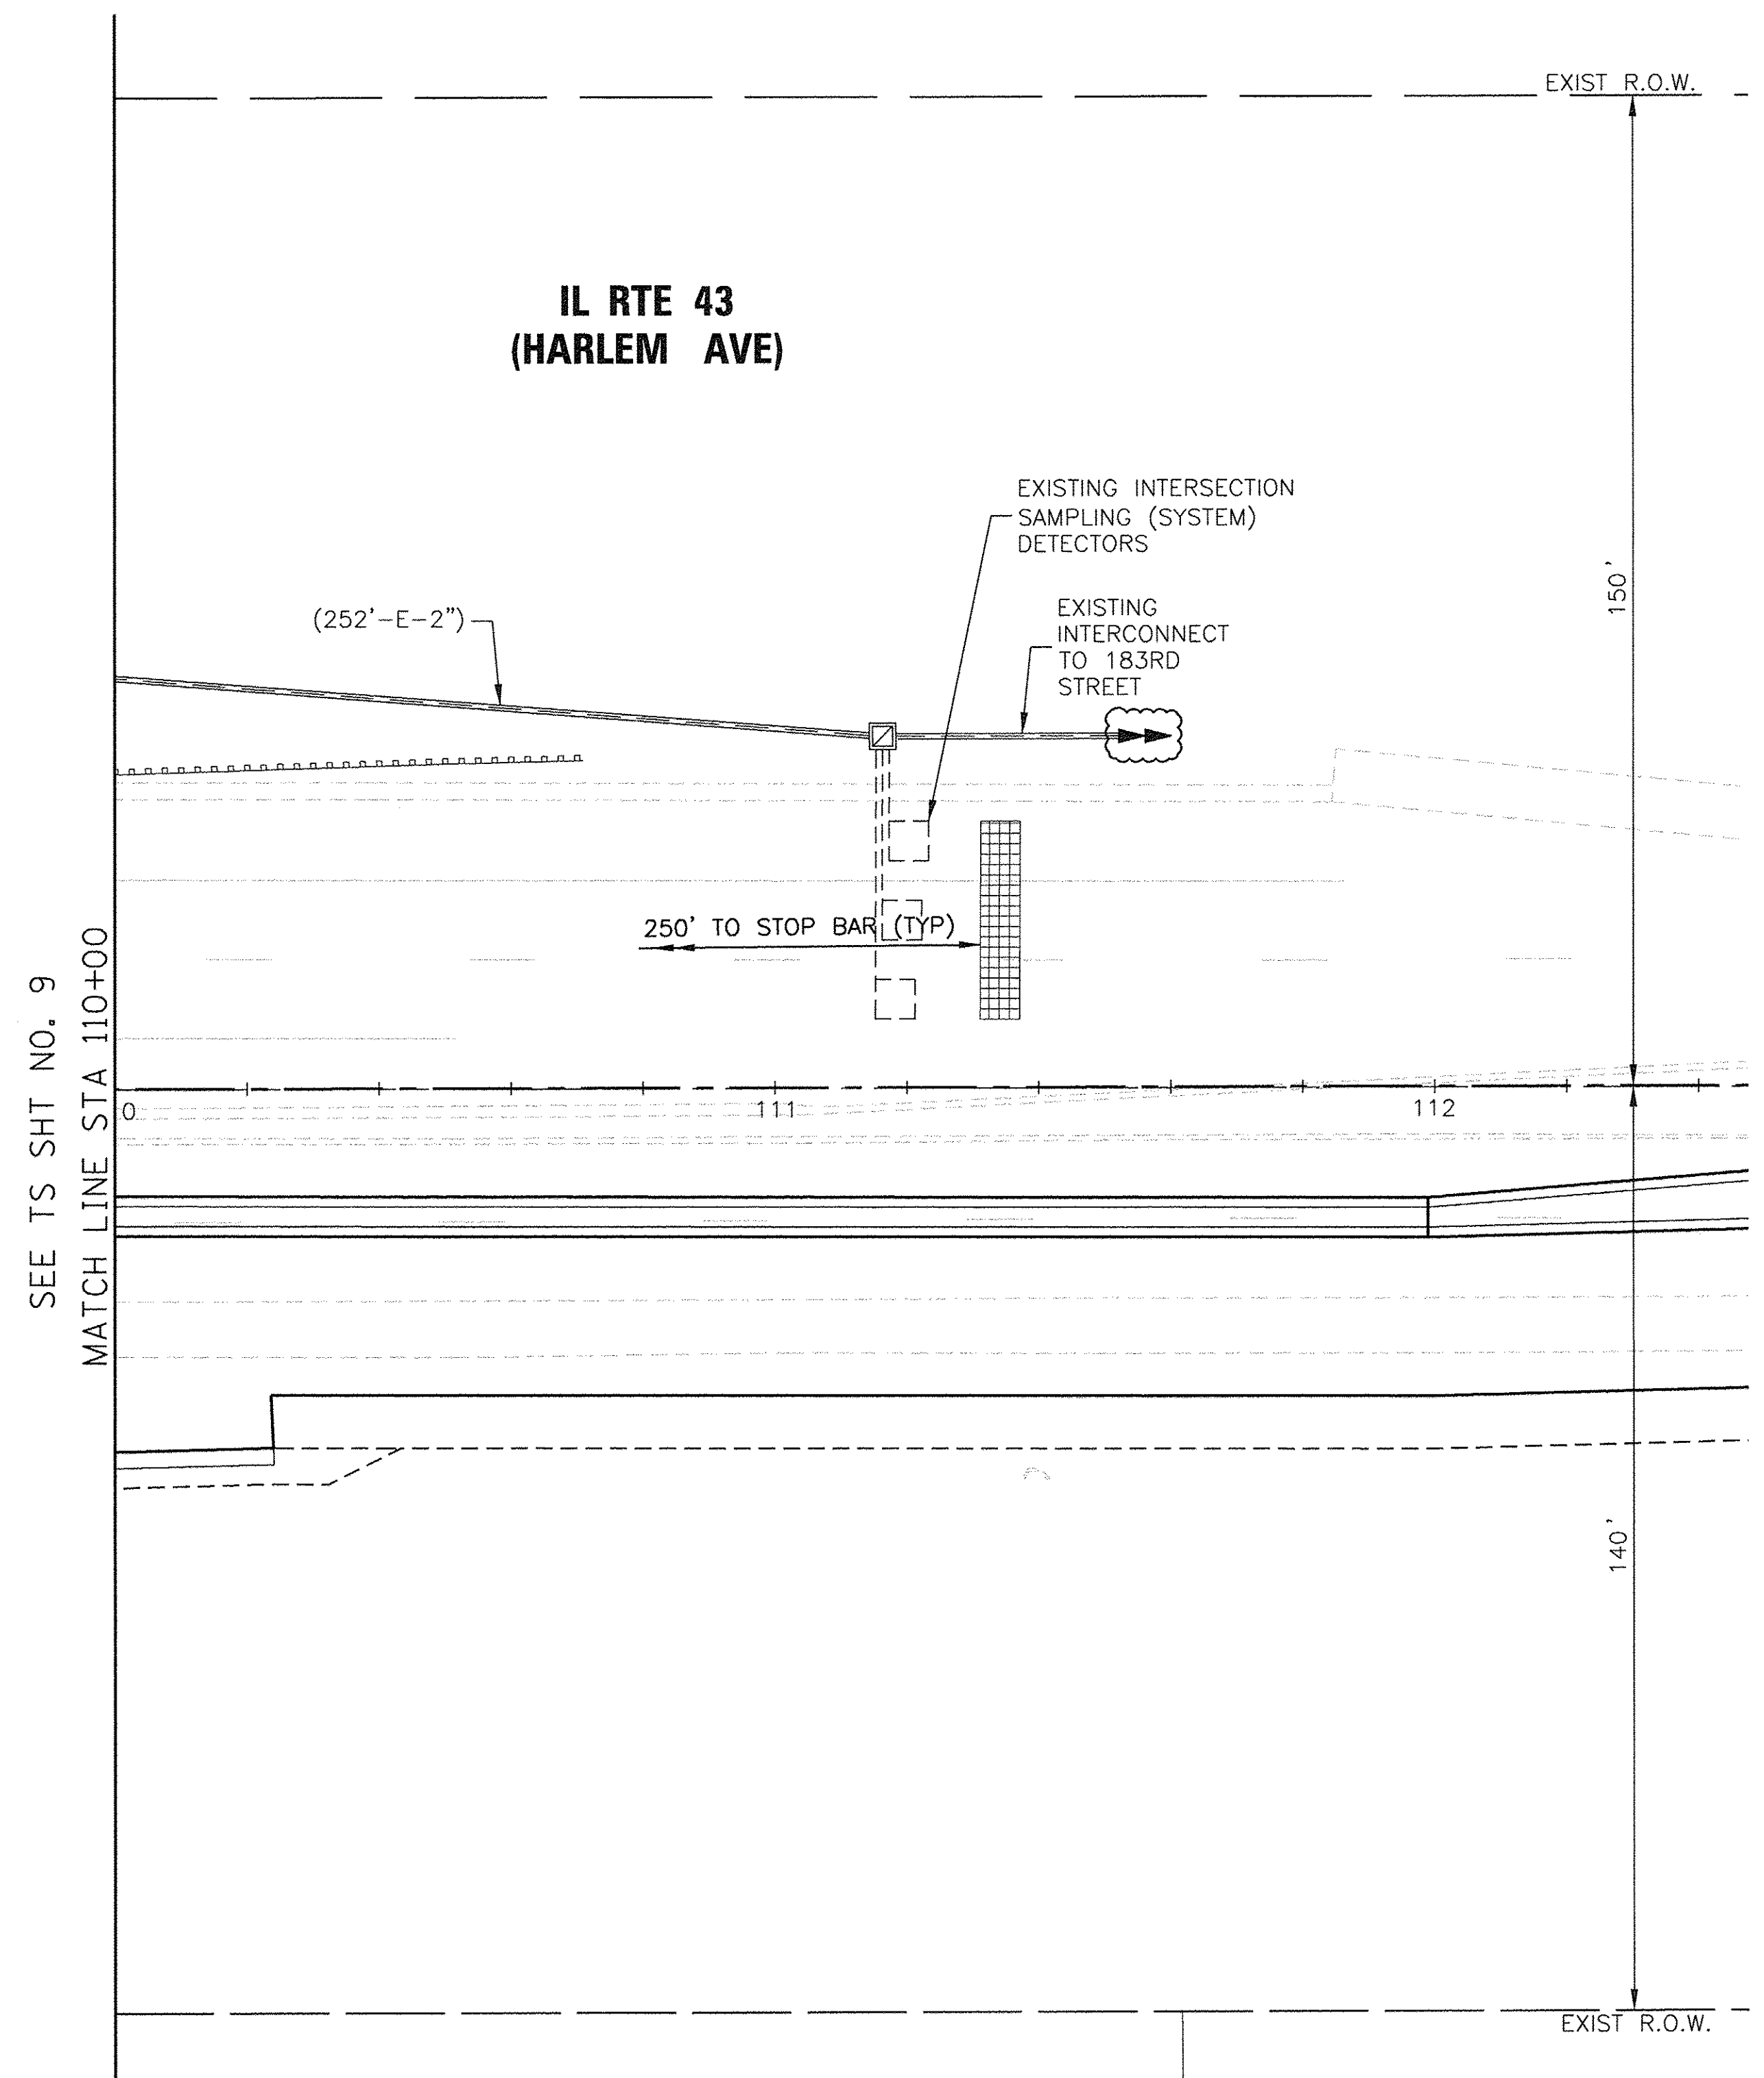 EXIST R.O.W.
IL RTE 43
(HARLEM AVE)
EXISTING INTERSECTION
SAMPLING (SYSTEM)
DETECTORS
150'
(252'-E-2")
EXISTING
INTERCONNECT
TO 183RD
STREET
250' TO STOP BAR (TYP)
SEE TS SHT NO. 9
MATCH LINE STA 110+00
0
111
112
140'
EXIST R.O.W.